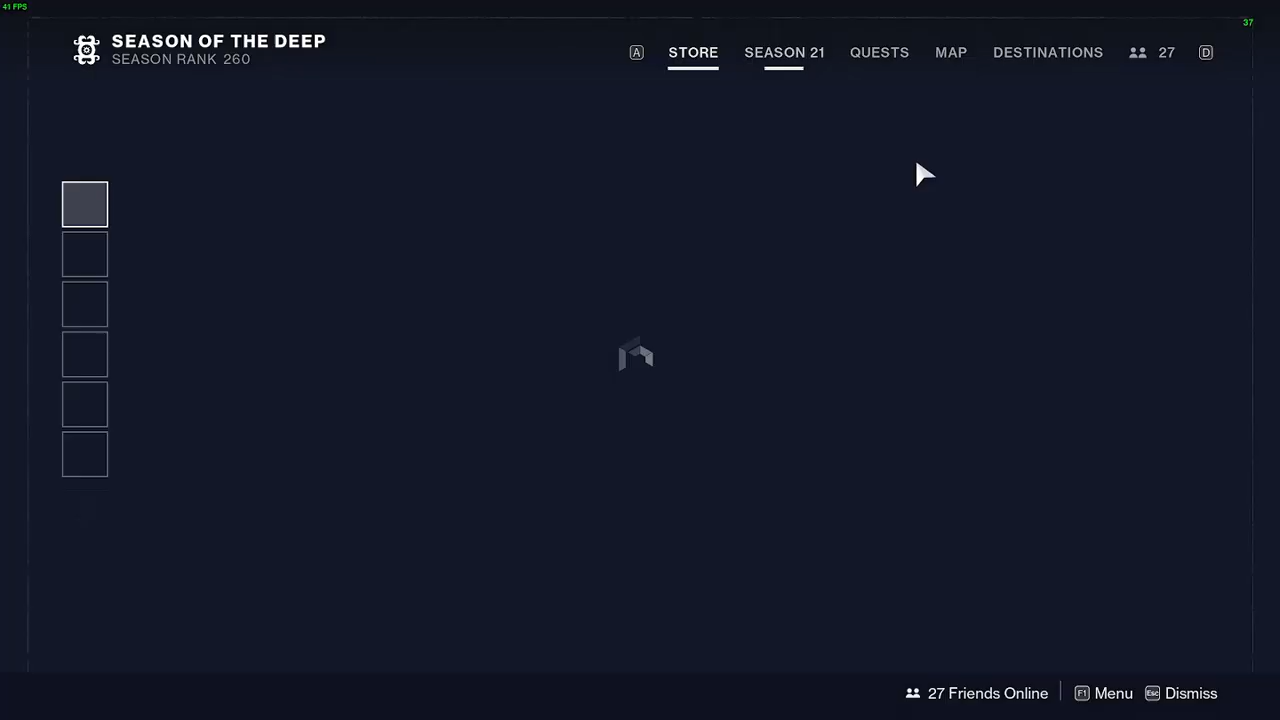 41 FPS
37
SEASON OF THE DEEP
SEASON RANK 260
A STORE SEASON 21 QUESTS MAP DESTINATIONS 27 D
27 Friends Online F1 Menu Esc Dismiss